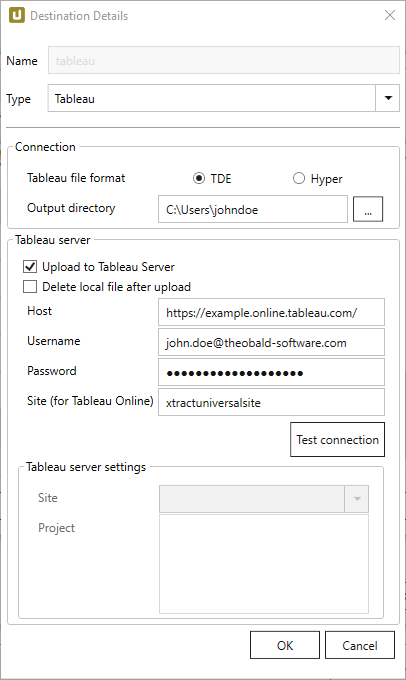 Destination Details
Name tableau
Type Tableau
Connection
Tableau file format TDE Hyper
Output directory C:\Users\johndoe ...
Tableau server
Upload to Tableau Server
Delete local file after upload
Host https://example.online.tableau.com/
Username john.doe@theobald-software.com
Password ●●●●●●●●●●●●●●●●●●●
Site (for Tableau Online) xtractuniversalsite
Test connection
Tableau server settings
Site
Project
OK Cancel